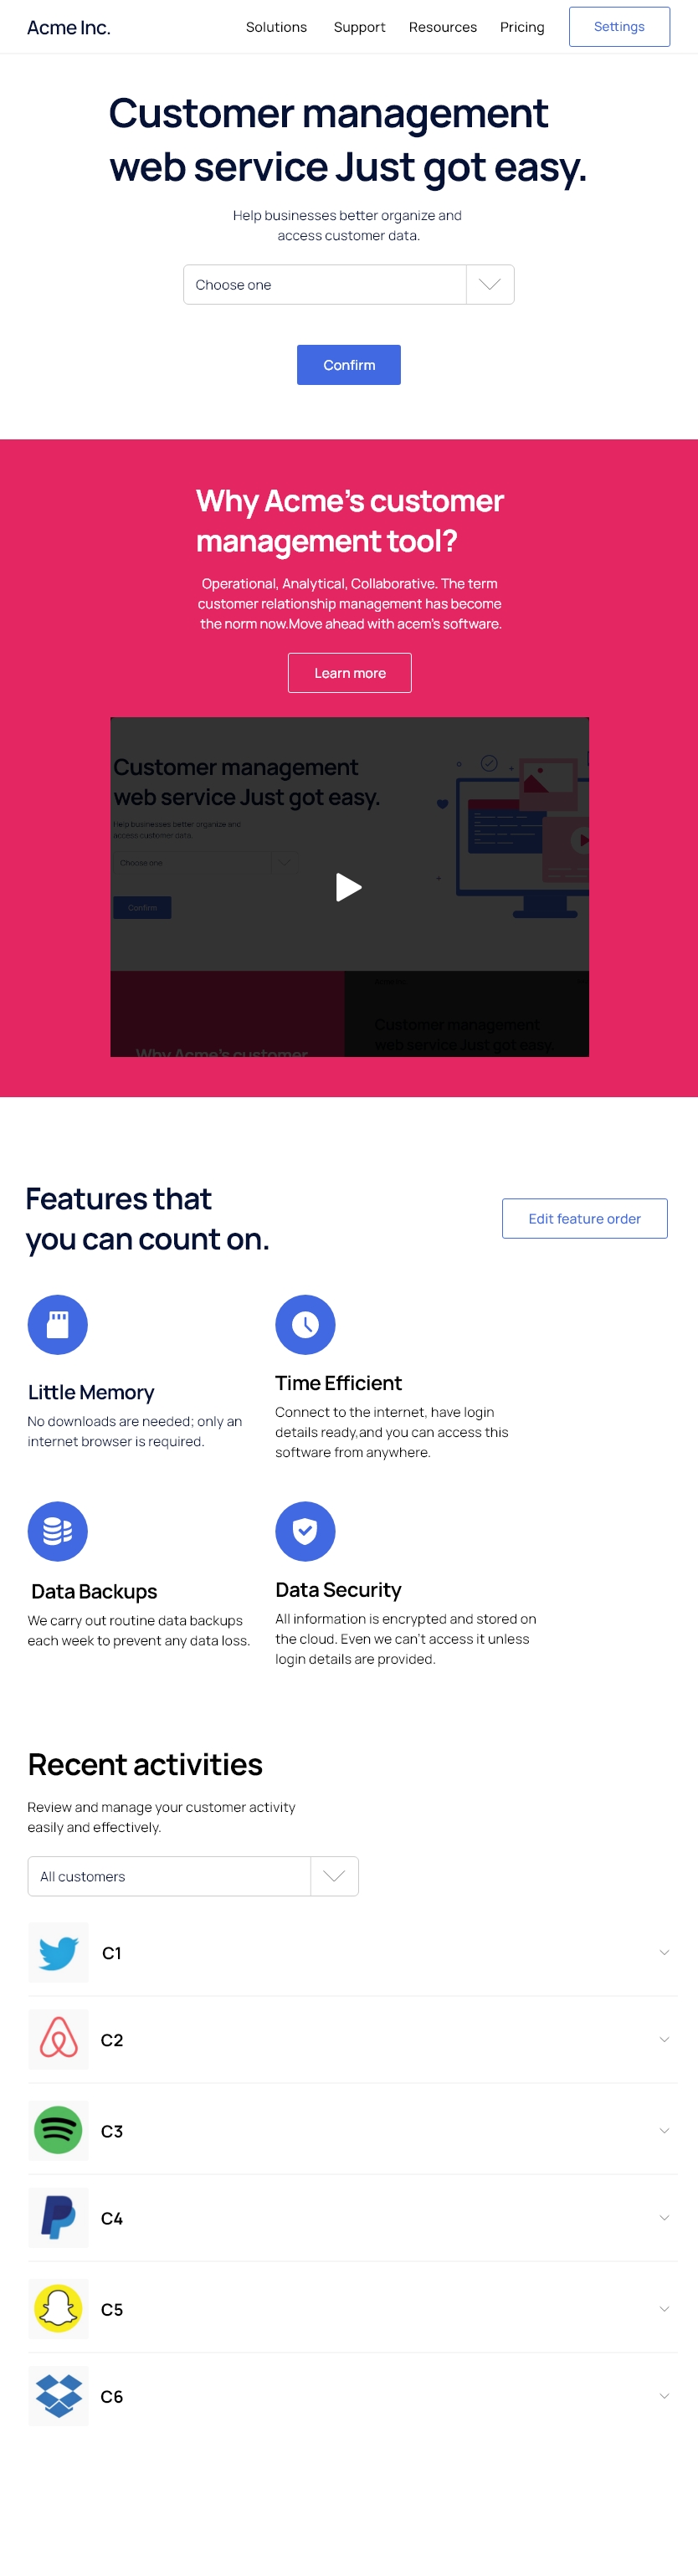 Acme Inc.
Solutions
Support
Resources
Pricing
Settings
Customer management
web service Just got easy.
Help businesses better organize and
access customer data.
Choose one
Confirm
Why Acme's customer
management tool?
Operational, Analytical, Collaborative. The term
customer relationship management has become
the norm now.Move ahead with acem's software.
Learn more
Customer management
web service Just got easy.
Help businesses better organize and
access customer data.
Choose one
Confirm
Why Acme's customer
Customer management
web service Just got easy.
Features that
you can count on.
Edit feature order
Little Memory
No downloads are needed; only an
internet browser is required.
Time Efficient
Connect to the internet, have login
details ready,and you can access this
software from anywhere.
Data Backups
We carry out routine data backups
each week to prevent any data loss.
Data Security
All information is encrypted and stored on
the cloud. Even we can't access it unless
login details are provided.
Recent activities
Review and manage your customer activity
easily and effectively.
All customers
C1
C2
C3
C4
C5
C6